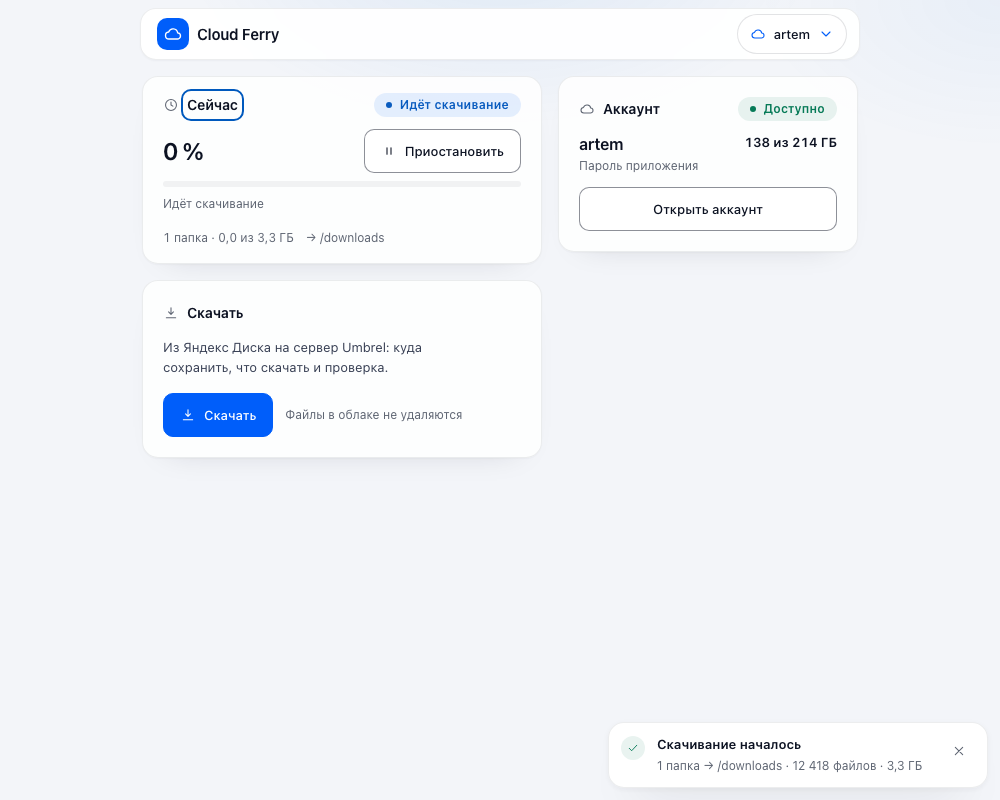 Cloud Ferry
artem
Сейчас
Идёт скачивание
0 %
Приостановить
Идёт скачивание
1 папка · 0,0 из 3,3 ГБ → /downloads
Аккаунт
Доступно
artem
138 из 214 ГБ
Пароль приложения
Открыть аккаунт
Скачать
Из Яндекс Диска на сервер Umbrel: куда
сохранить, что скачать и проверка.
Скачать
Файлы в облаке не удаляются
Скачивание началось
1 папка → /downloads · 12 418 файлов · 3,3 ГБ